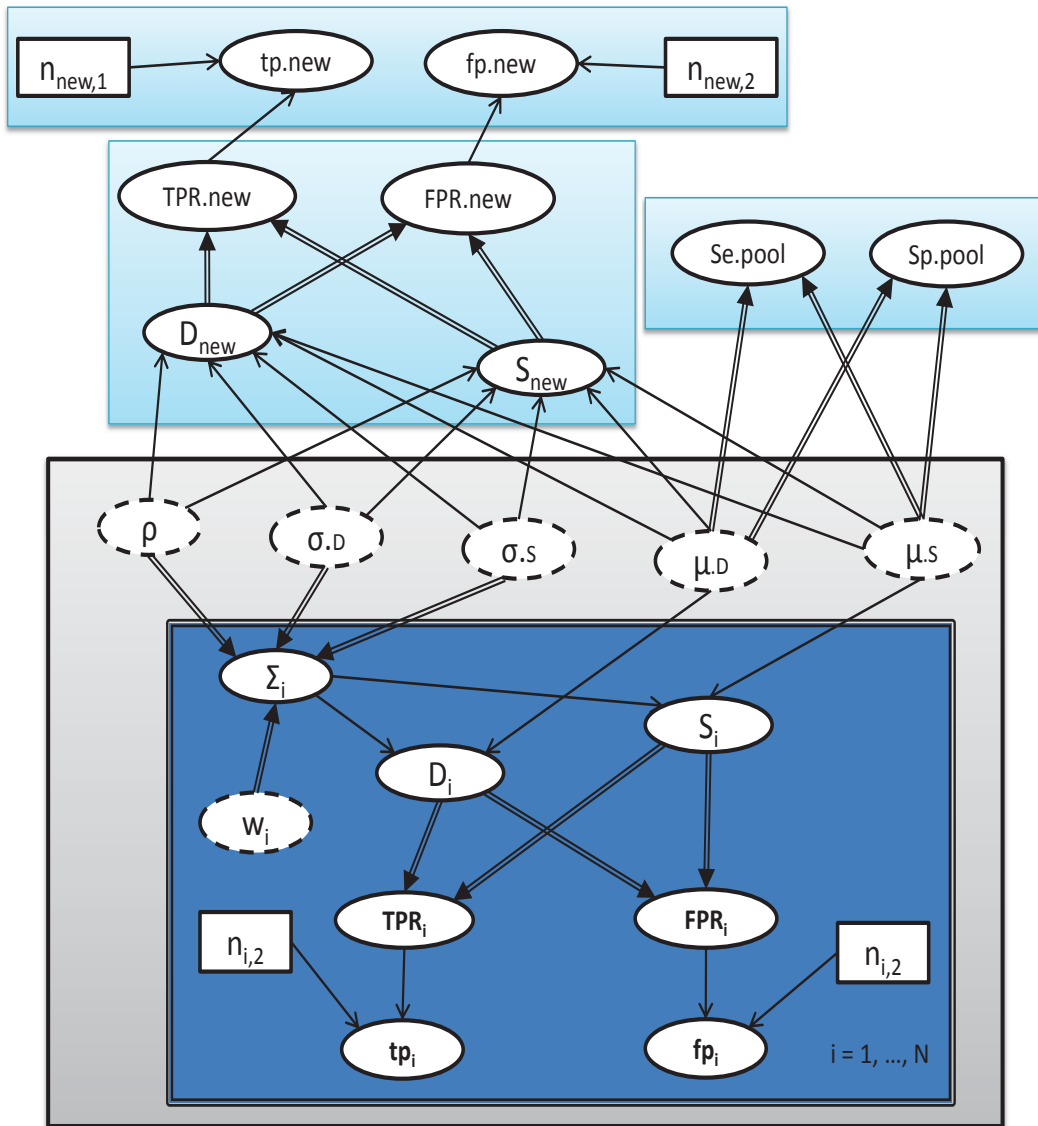 n_new,1
tp.new
fp.new
n_new,2
TPR.new
FPR.new
Se.pool
Sp.pool
D_new
S_new
ρ
σ.D
σ.S
μ.D
μ.S
Σ_i
S_i
D_i
w_i
TPR_i
FPR_i
n_i,2
n_i,2
tp_i
fp_i
i = 1, ..., N